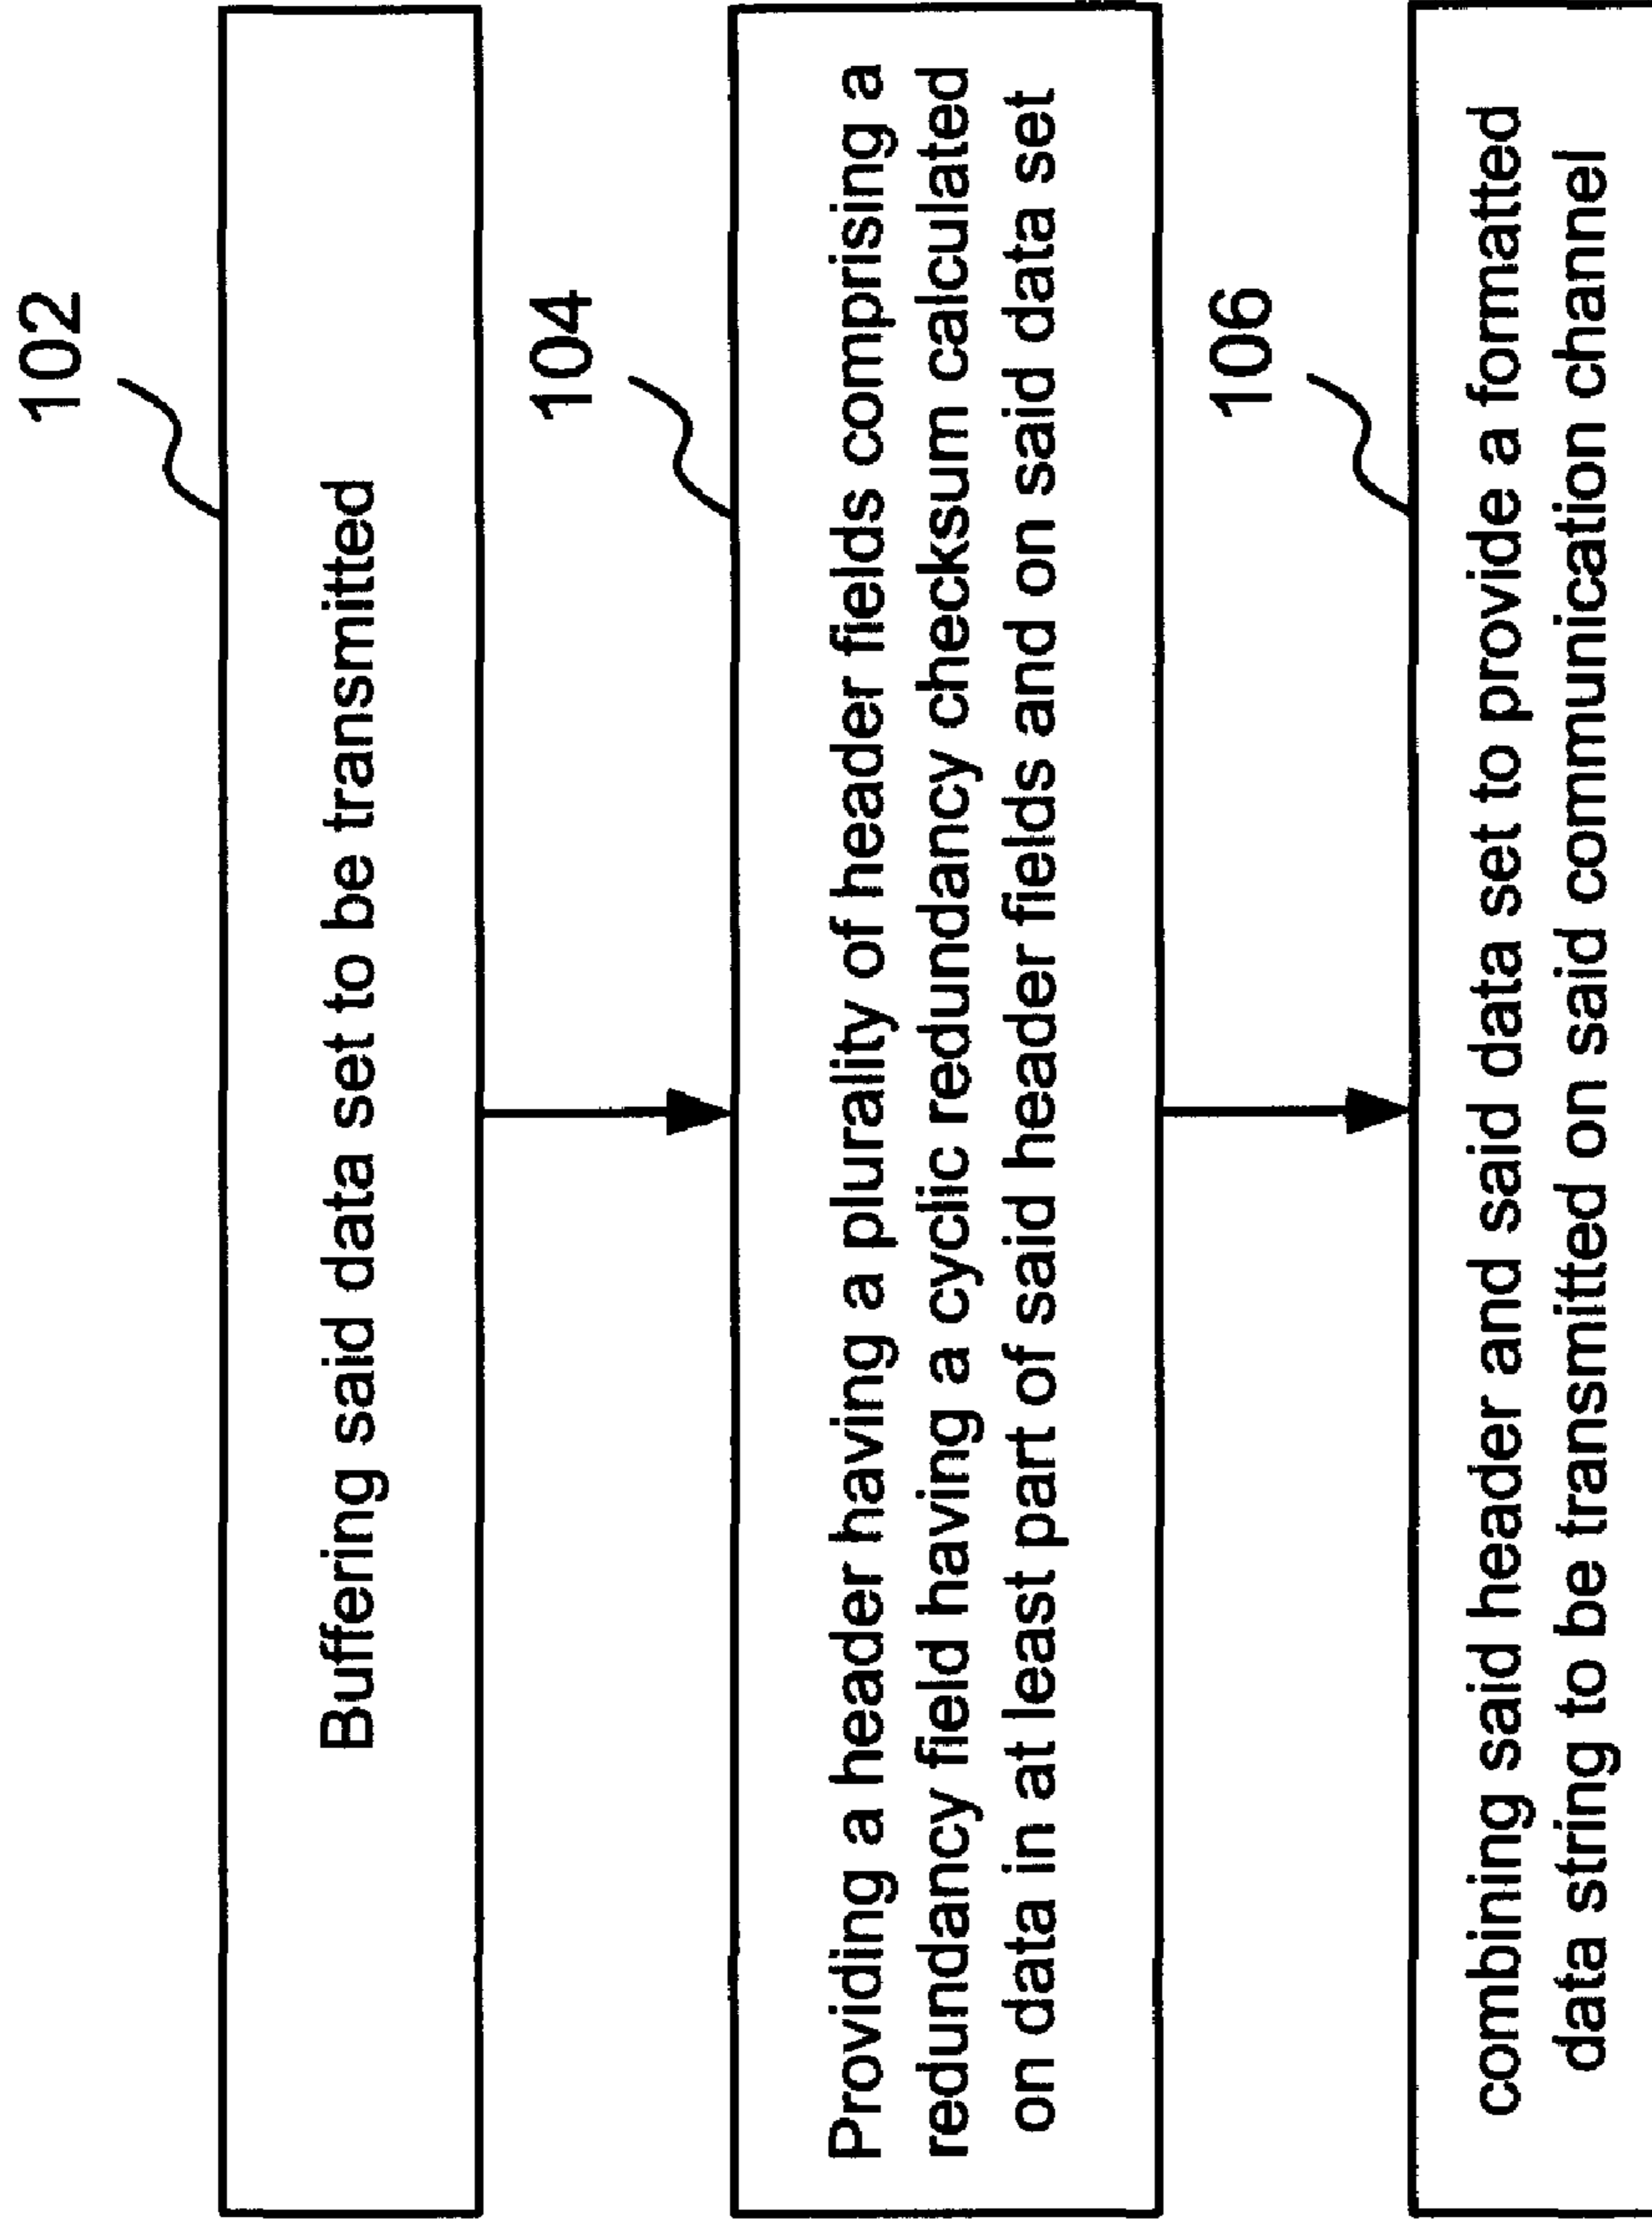 102
Buffering said data set to be transmitted
104
Providing a header having a plurality of header fields comprising a
redundancy field having a cyclic redundancy checksum calculated
on data in at least part of said header fields and on said data set
106
combining said header and said data set to provide a formatted
data string to be transmitted on said communication channel